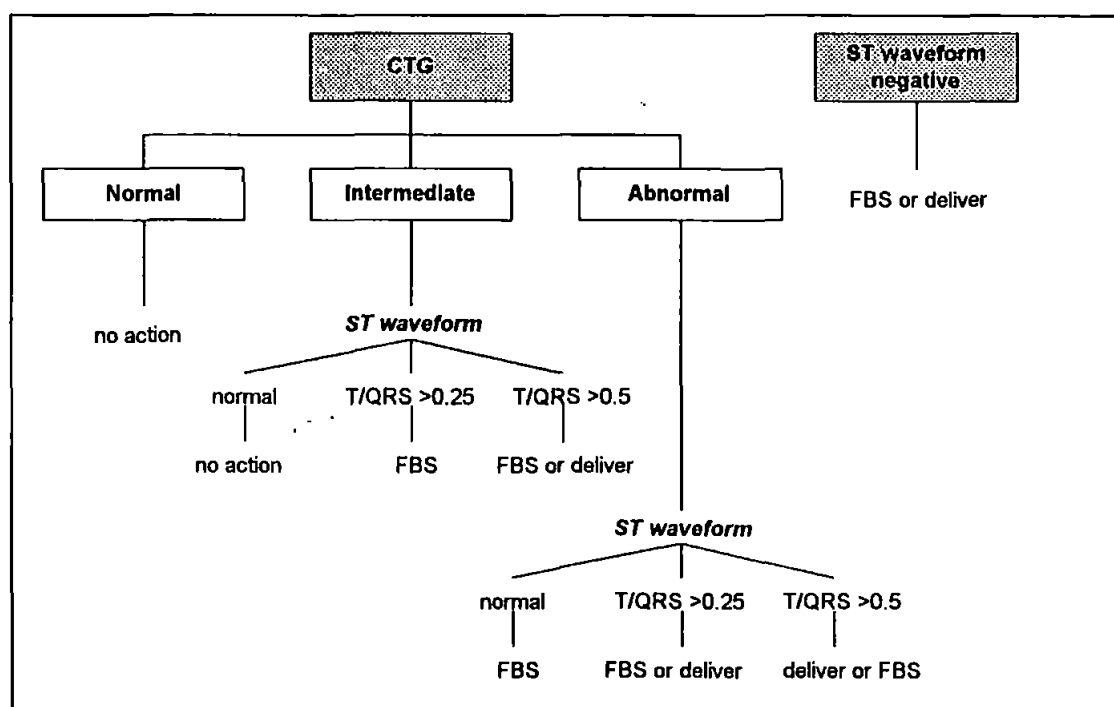 CTG
ST waveform
negative
Normal
Intermediate
Abnormal
FBS or deliver
no action
ST waveform
normal
T/QRS >0.25
T/QRS >0.5
no action
FBS
FBS or deliver
ST waveform
normal
T/QRS >0.25
T/QRS >0.5
FBS
FBS or deliver
deliver or FBS